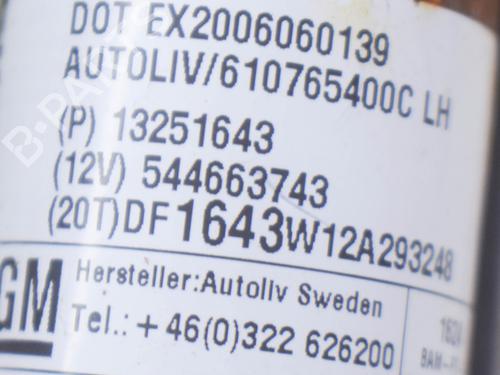 DOT EX2006060139
AUTOLIV/610765400C LH
(P) 13251643
(12V) 544663743
(20T)DF1643W12A293248
GM
Hersteller:Autoliv Sweden
Tel.:+46(0)322 626200
B-PARTS